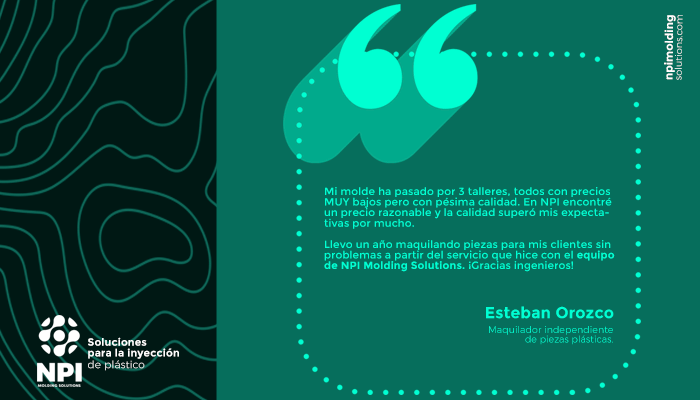 npimolding
solutions.com
Mi molde ha pasado por 3 talleres, todos con precios
MUY bajos pero con pésima calidad. En NPI encontré
un precio razonable y la calidad superó mis expecta-
tivas por mucho.
Llevo un año maquilando piezas para mis clientes sin
problemas a partir del servicio que hice con el equipo
de NPI Molding Solutions. ¡Gracias ingenieros!
Esteban Orozco
Maquilador independiente
de piezas plásticas.
NPI
MOLDING SOLUTIONS
Soluciones
para la inyección
de plástico